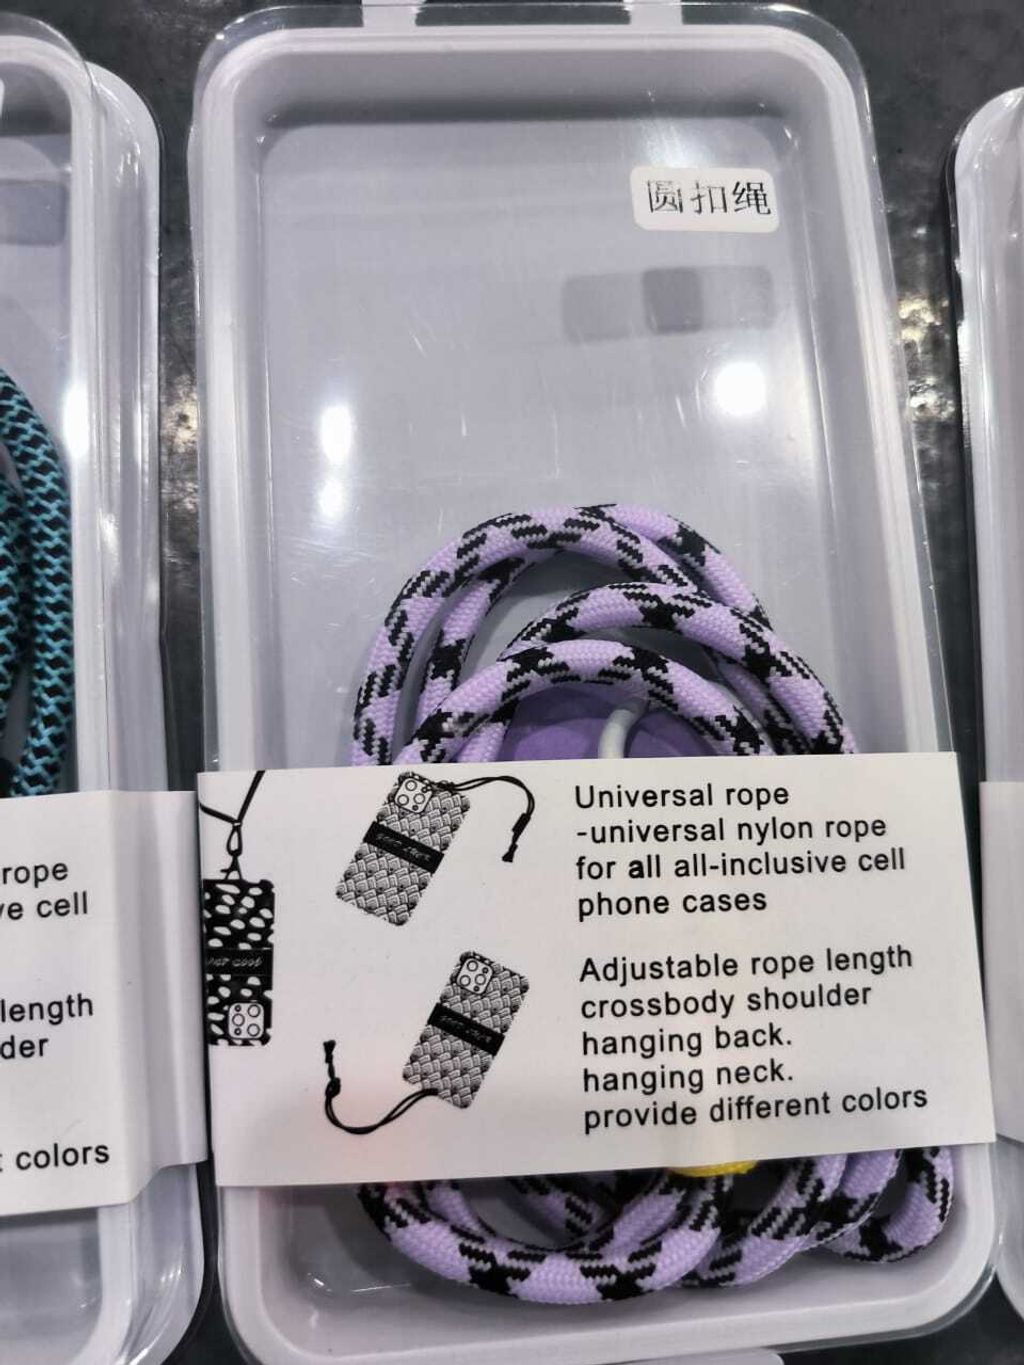 圆扣绳
Universal rope
-universal nylon rope
for all all-inclusive cell
phone cases
Adjustable rope length
crossbody shoulder
hanging back.
hanging neck.
provide different colors
rope
ve cell
length
der
t colors